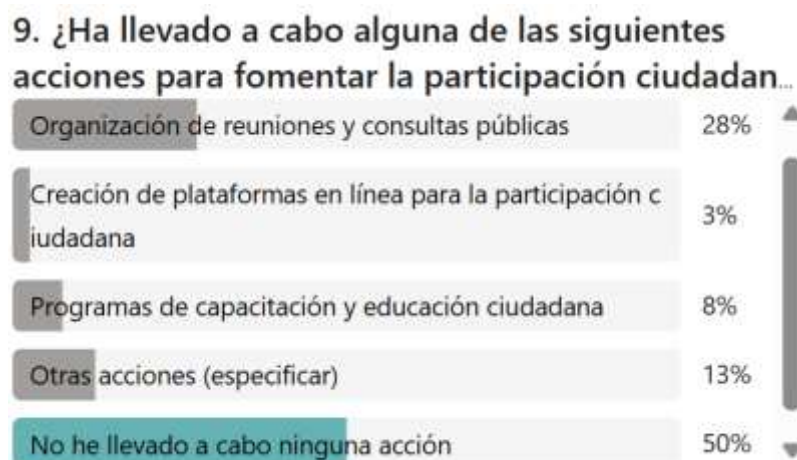 9. ¿Ha llevado a cabo alguna de las siguientes
acciones para fomentar la participación ciudadan...
Organización de reuniones y consultas públicas 28%
Creación de plataformas en línea para la participación c
iudadana
3%
Programas de capacitación y educación ciudadana 8%
Otras acciones (especificar) 13%
No he llevado a cabo ninguna acción 50%